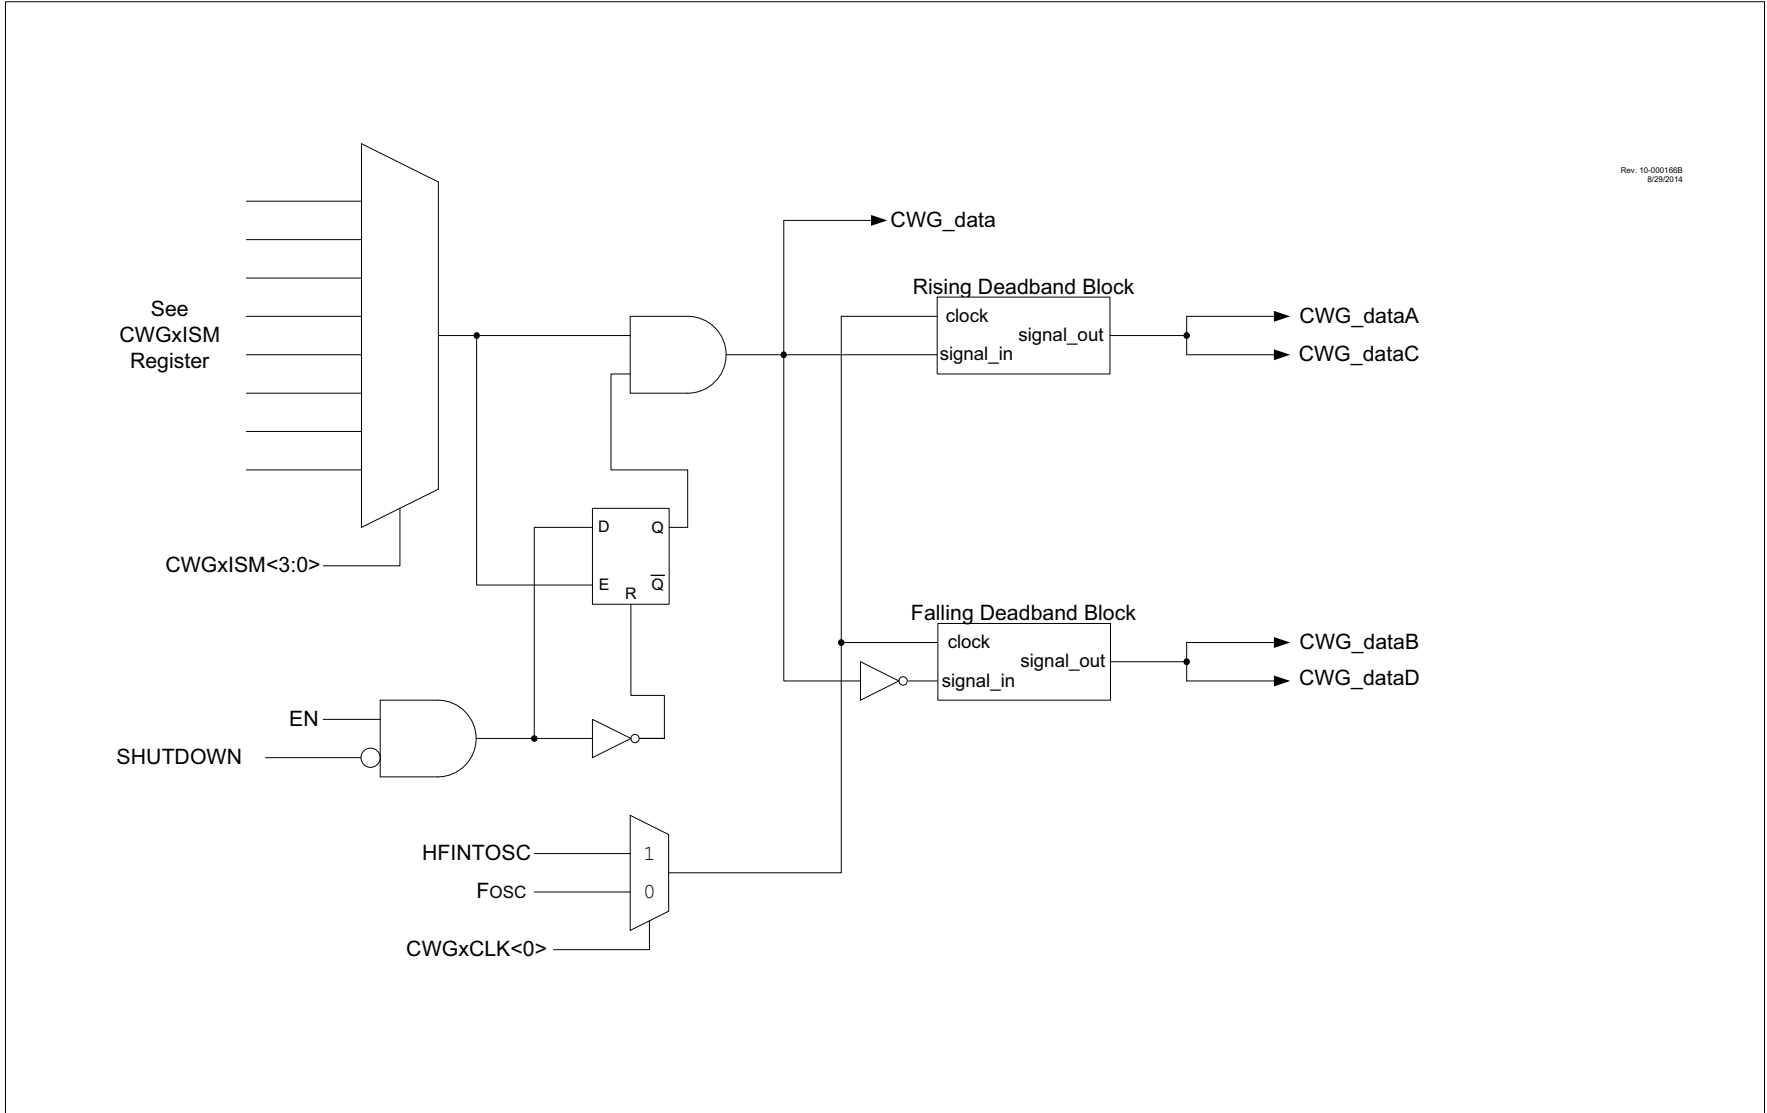 Rev. 10-000166B
8/29/2014
CWG_data
Rising Deadband Block
clock
signal_out
signal_in
CWG_dataA
CWG_dataC
See
CWGxISM
Register
CWGxISM<3:0>
D
Q
E
R
Q̅
Falling Deadband Block
clock
signal_out
signal_in
CWG_dataB
CWG_dataD
EN
SHUTDOWN
HFINTOSC
1
FOSC
0
CWGxCLK<0>